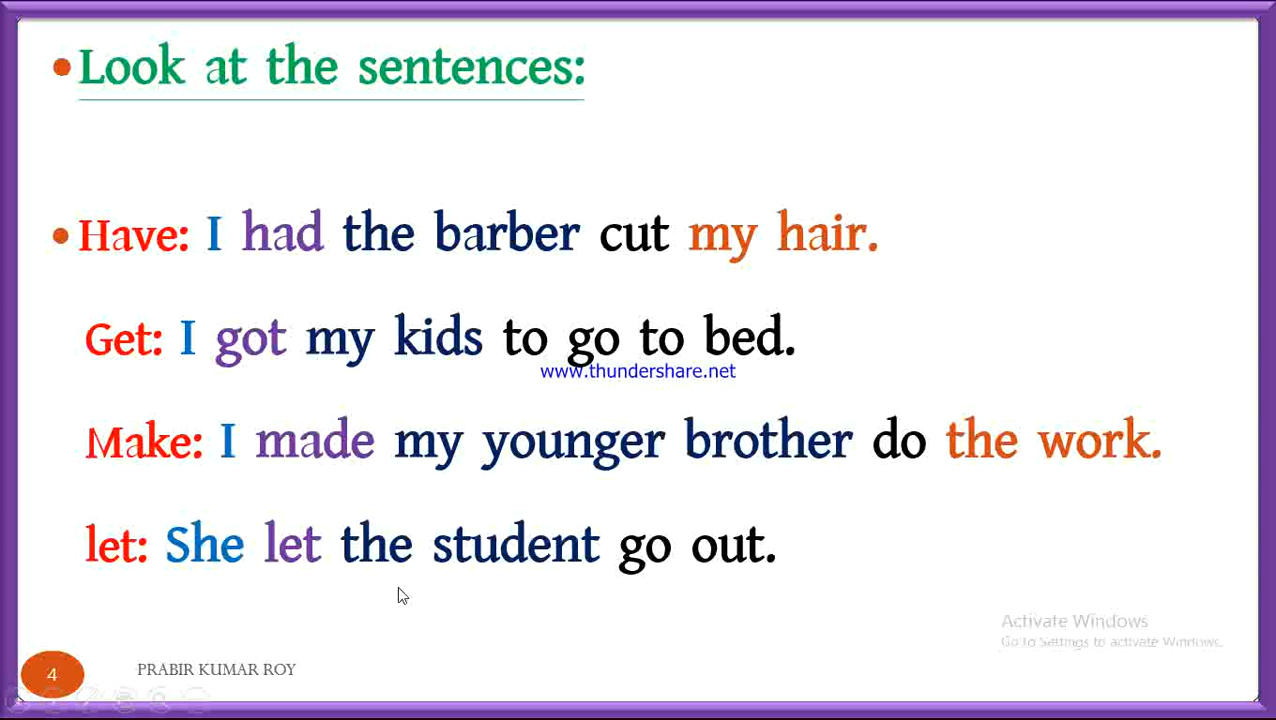 Look at the sentences:
Have: I had the barber cut my hair.
Get: I got my kids to go to bed.
www.thundershare.net
Make: I made my younger brother do the work.
let: She let the student go out.
Activate Windows
Go to Settings to activate Windows.
4 PRABIR KUMAR ROY